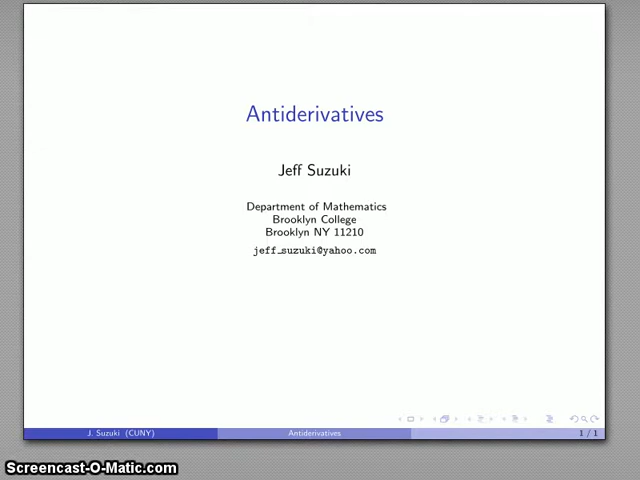 Antiderivatives
Jeff Suzuki
Department of Mathematics
Brooklyn College
Brooklyn NY 11210
jeff_suzuki@yahoo.com
J. Suzuki (CUNY)
Antiderivatives
1 / 1
Screencast-O-Matic.com